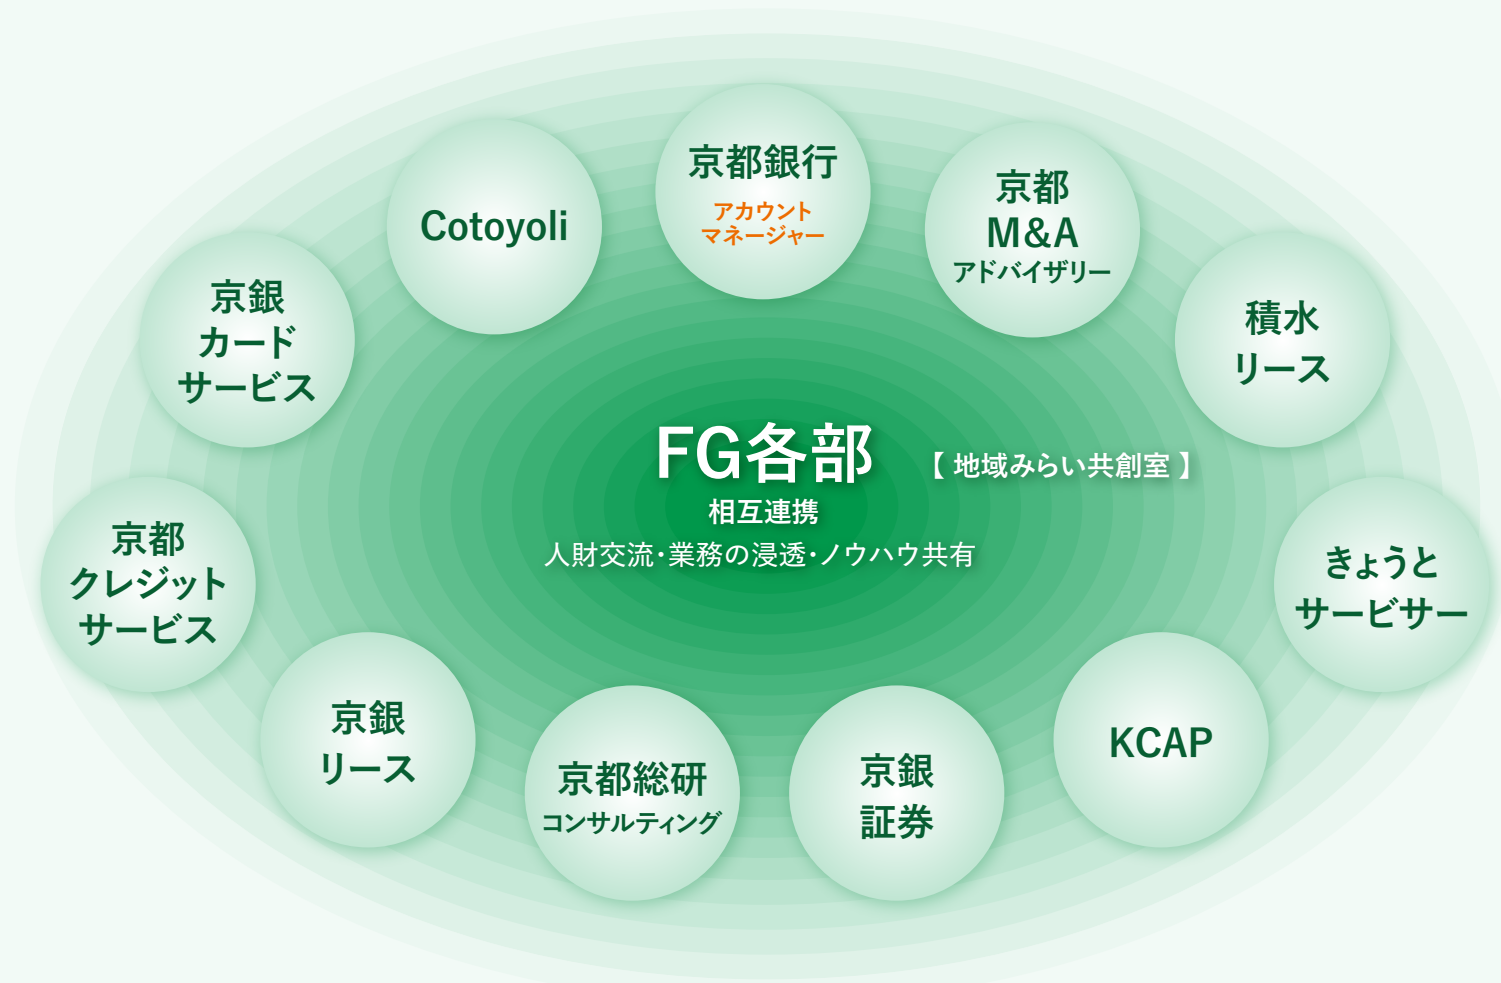 京都銀行
アカウント
マネージャー
Cotoyoli
京都
M&A
アドバイザリー
京銀
カード
サービス
積水
リース
FG各部
【 地域みらい共創室 】
相互連携
人財交流・業務の浸透・ノウハウ共有
京都
クレジット
サービス
きょうと
サービサー
京銀
リース
京都総研
コンサルティング
京銀
証券
KCAP